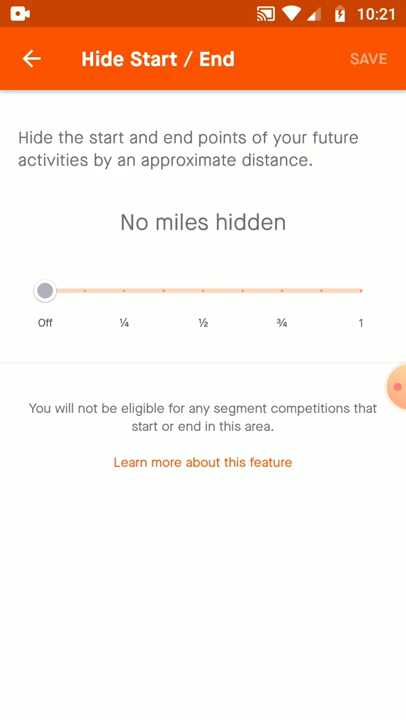 10:21
Hide Start / End
SAVE
Hide the start and end points of your future
activities by an approximate distance.
No miles hidden
Off ¼ ½ ¾ 1
You will not be eligible for any segment competitions that
start or end in this area.
Learn more about this feature